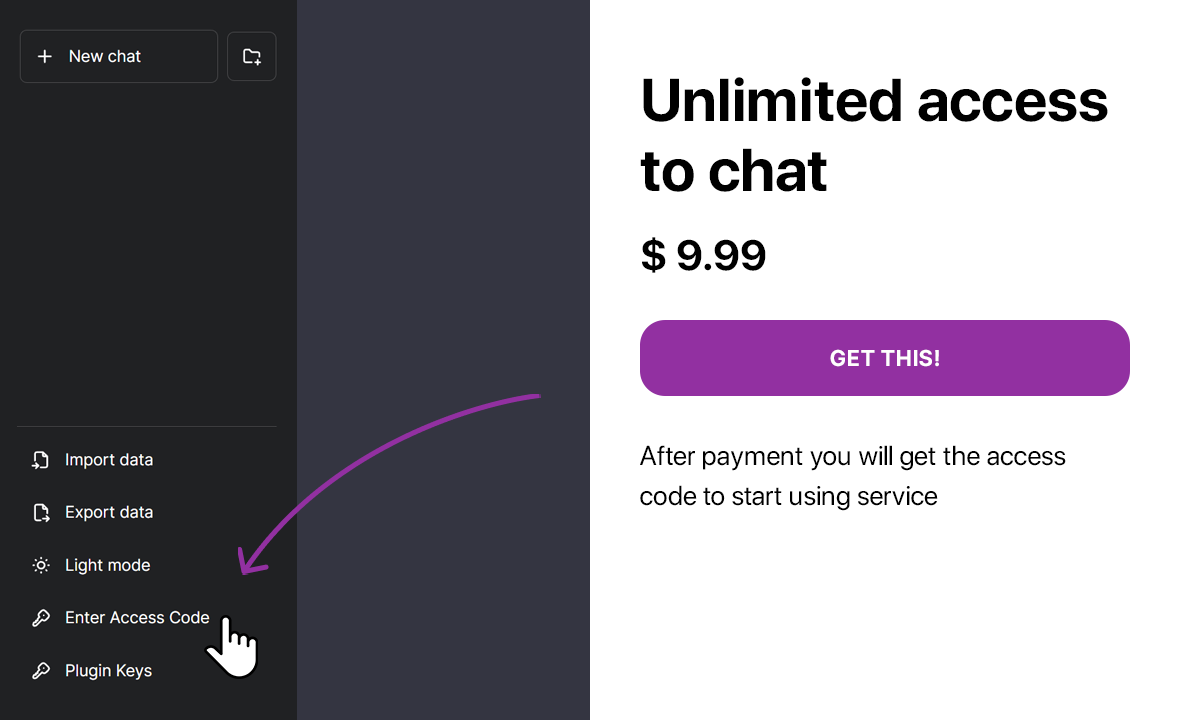 New chat
Import data
Export data
Light mode
Enter Access Code
Plugin Keys
Unlimited access
to chat
$ 9.99
GET THIS!
After payment you will get the access
code to start using service